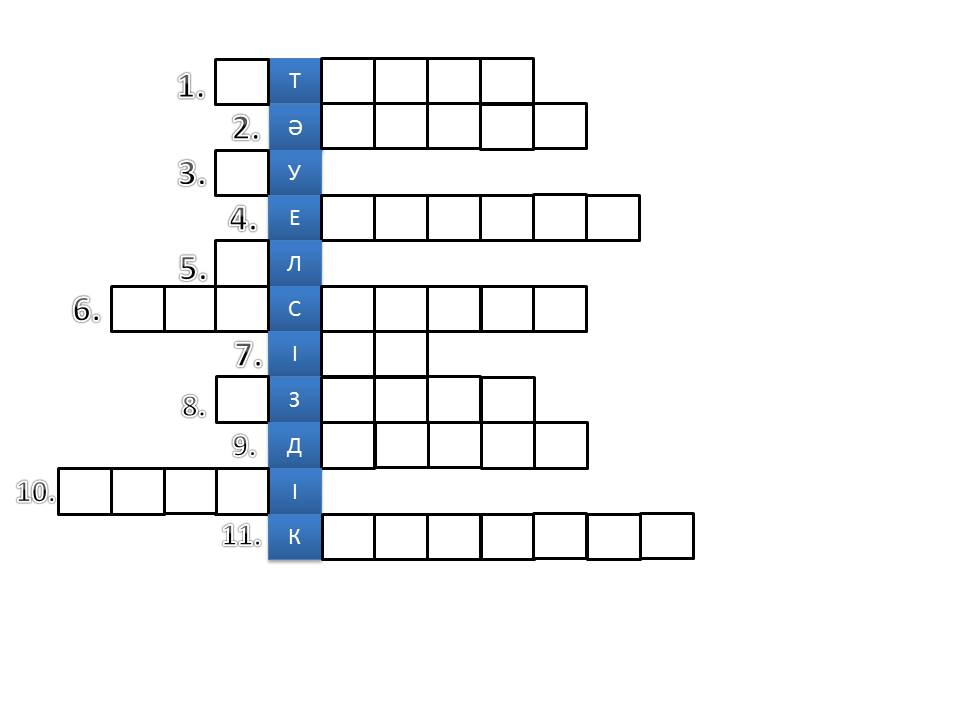 1. Т
2. Ә
3. У
4. Е
5. Л
6. С
7. І
8. З
9. Д
10. І
11. К